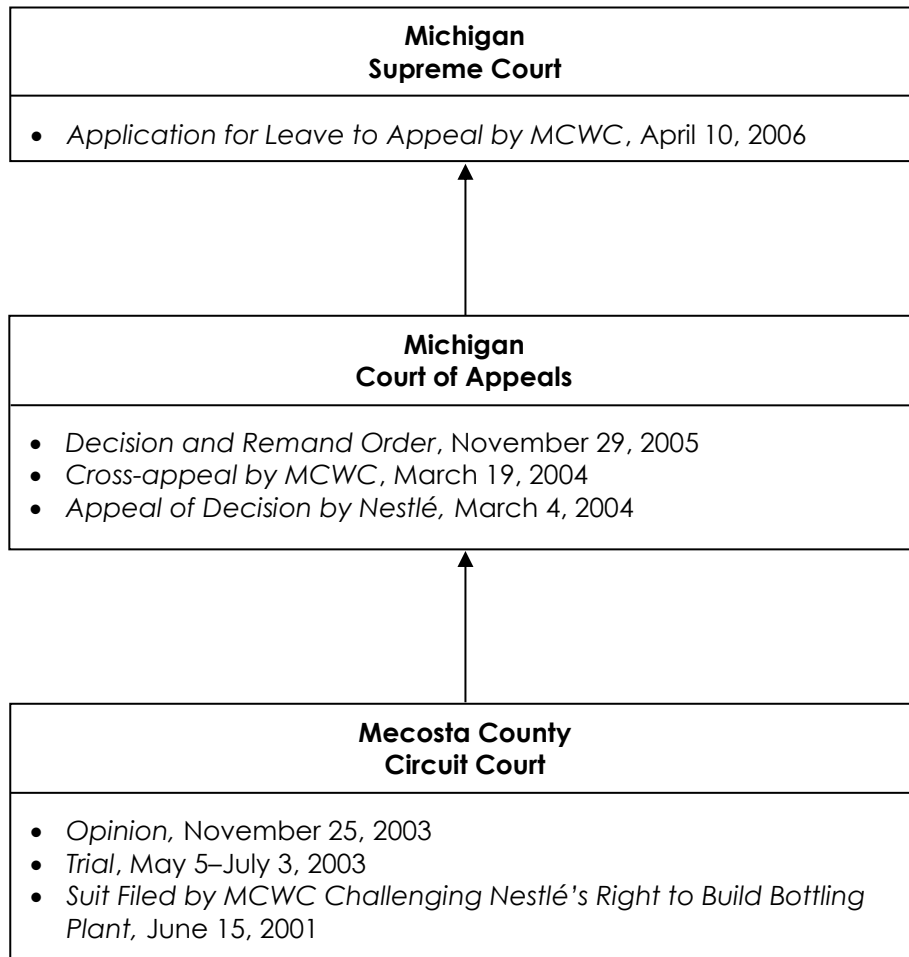 Michigan
Supreme Court
• Application for Leave to Appeal by MCWC, April 10, 2006
Michigan
Court of Appeals
• Decision and Remand Order, November 29, 2005
• Cross-appeal by MCWC, March 19, 2004
• Appeal of Decision by Nestlé, March 4, 2004
Mecosta County
Circuit Court
• Opinion, November 25, 2003
• Trial, May 5–July 3, 2003
• Suit Filed by MCWC Challenging Nestlé’s Right to Build Bottling
Plant, June 15, 2001